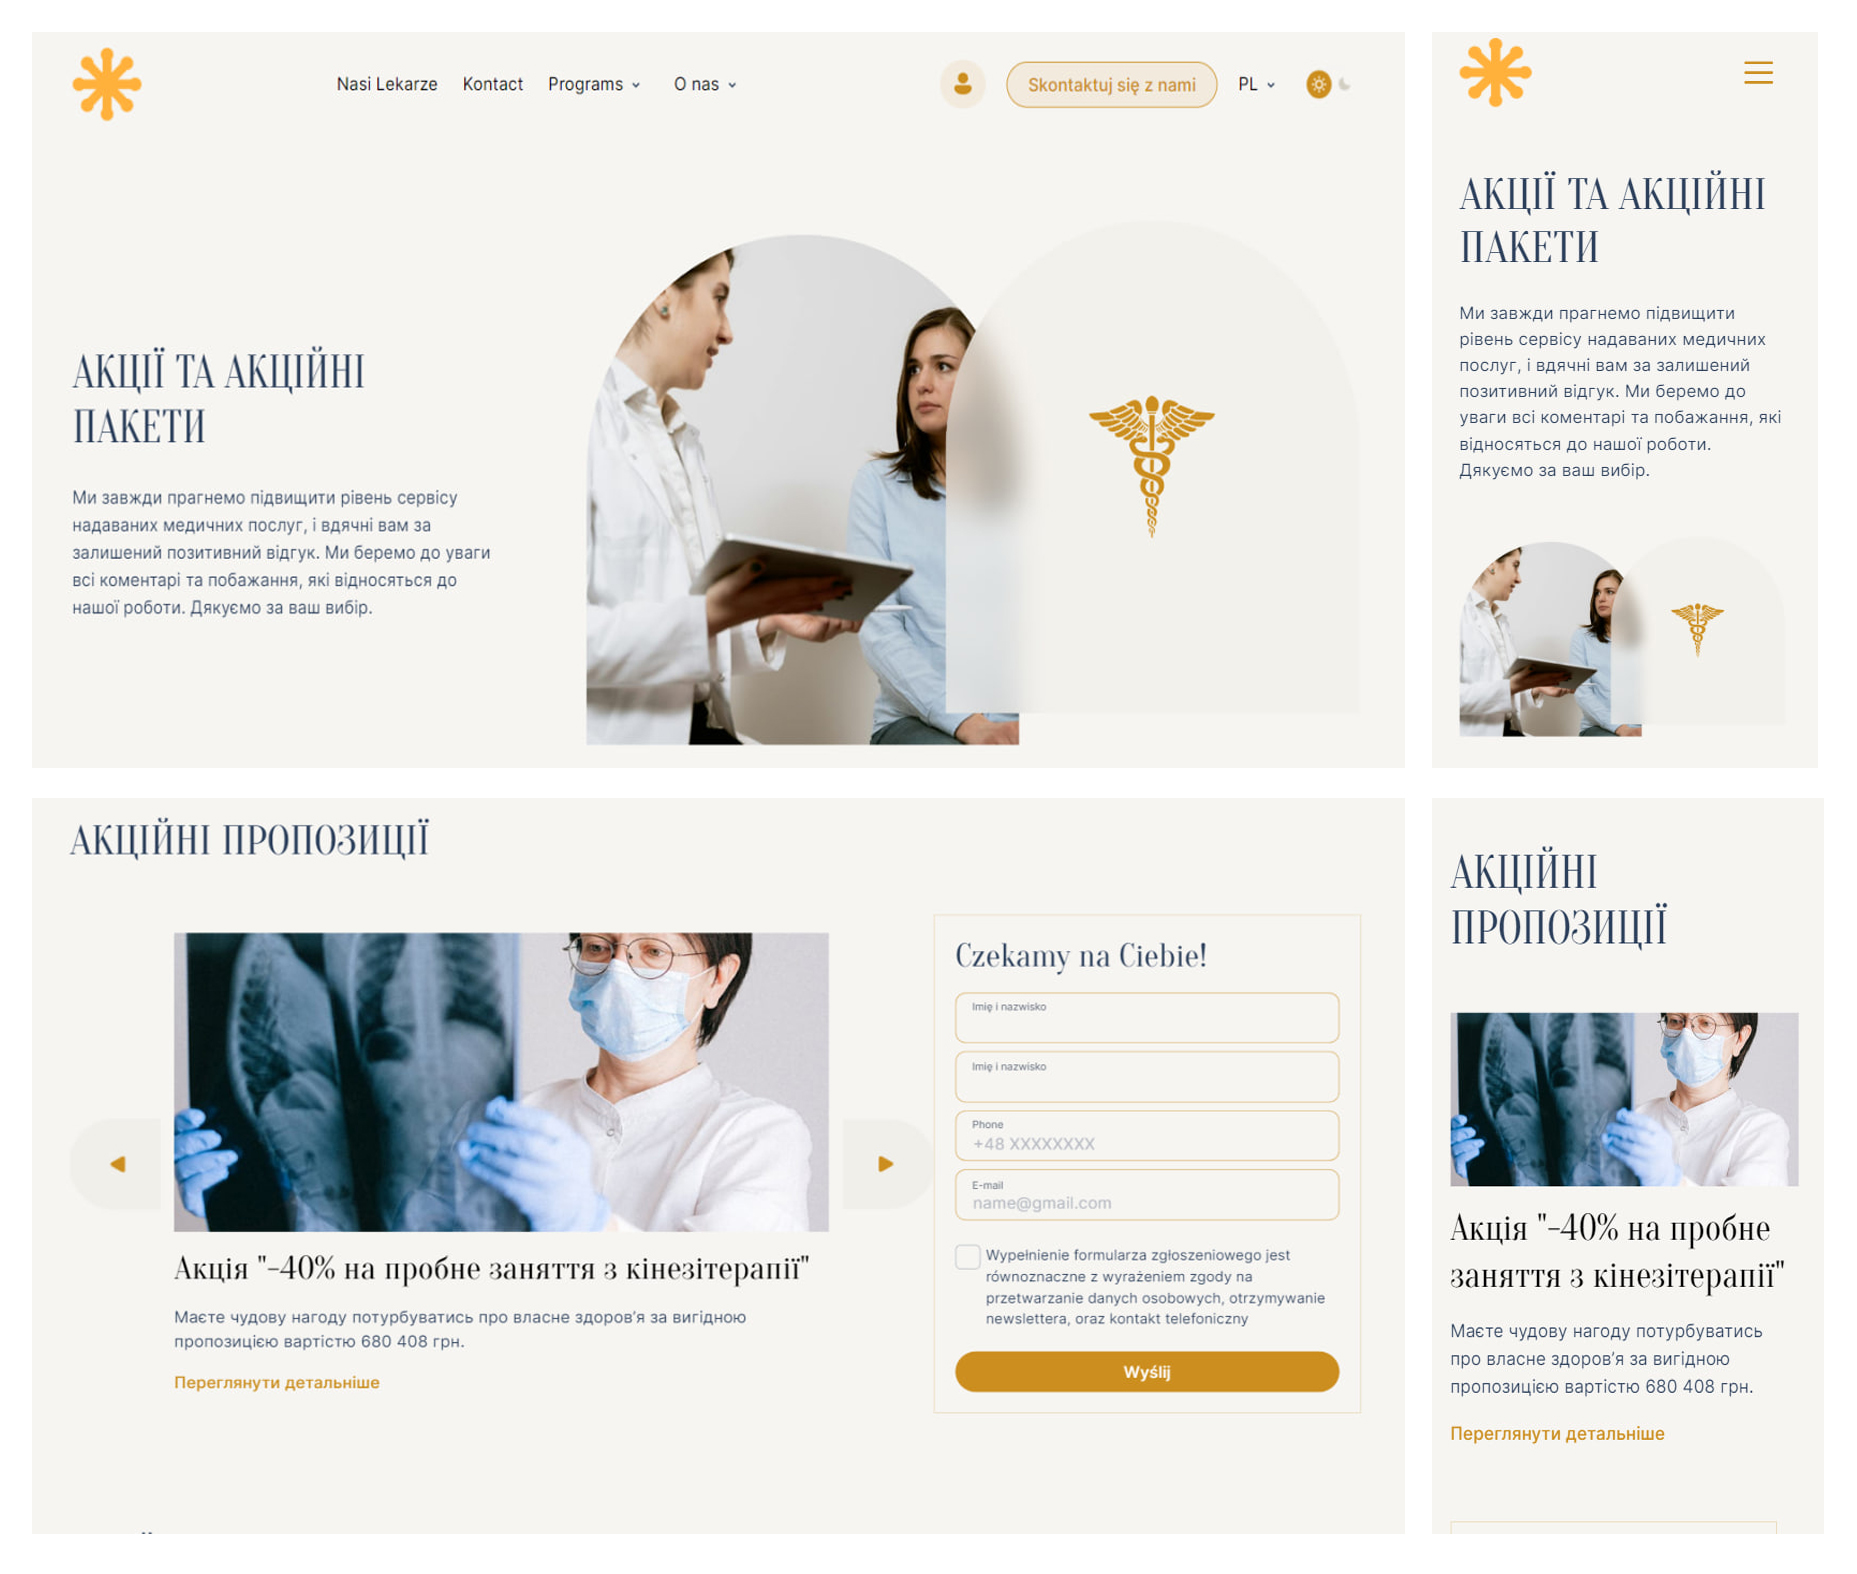 Nasi Lekarze Kontact Programs O nas Skontaktuj się z nami PL
АКЦІЇ ТА АКЦІЙНІ
ПАКЕТИ
Ми завжди прагнемо підвищити рівень сервісу
надаваних медичних послуг, і вдячні вам за
залишений позитивний відгук. Ми беремо до уваги
всі коментарі та побажання, які відносяться до
нашої роботи. Дякуємо за ваш вибір.
АКЦІЇ ТА АКЦІЙНІ
ПАКЕТИ
Ми завжди прагнемо підвищити
рівень сервісу надаваних медичних
послуг, і вдячні вам за залишений
позитивний відгук. Ми беремо до
уваги всі коментарі та побажання, які
відносяться до нашої роботи.
Дякуємо за ваш вибір.
АКЦІЙНІ ПРОПОЗИЦІЇ
Акція "-40% на пробне заняття з кінезітерапії"
Маєте чудову нагоду потурбуватись про власне здоров’я за вигідною
пропозицією вартістю 680 408 грн.
Переглянути детальніше
Czekamy na Ciebie!
Imię i nazwisko
Imię i nazwisko
Phone
+48 XXXXXXXX
E-mail
name@gmail.com
Wypełnienie formularza zgłoszeniowego jest
równoznaczne z wyrażeniem zgody na
przetwarzanie danych osobowych, otrzymywanie
newslettera, oraz kontakt telefoniczny
Wyślij
АКЦІЙНІ
ПРОПОЗИЦІЇ
Акція "-40% на пробне
заняття з кінезітерапії"
Маєте чудову нагоду потурбуватись
про власне здоров’я за вигідною
пропозицією вартістю 680 408 грн.
Переглянути детальніше